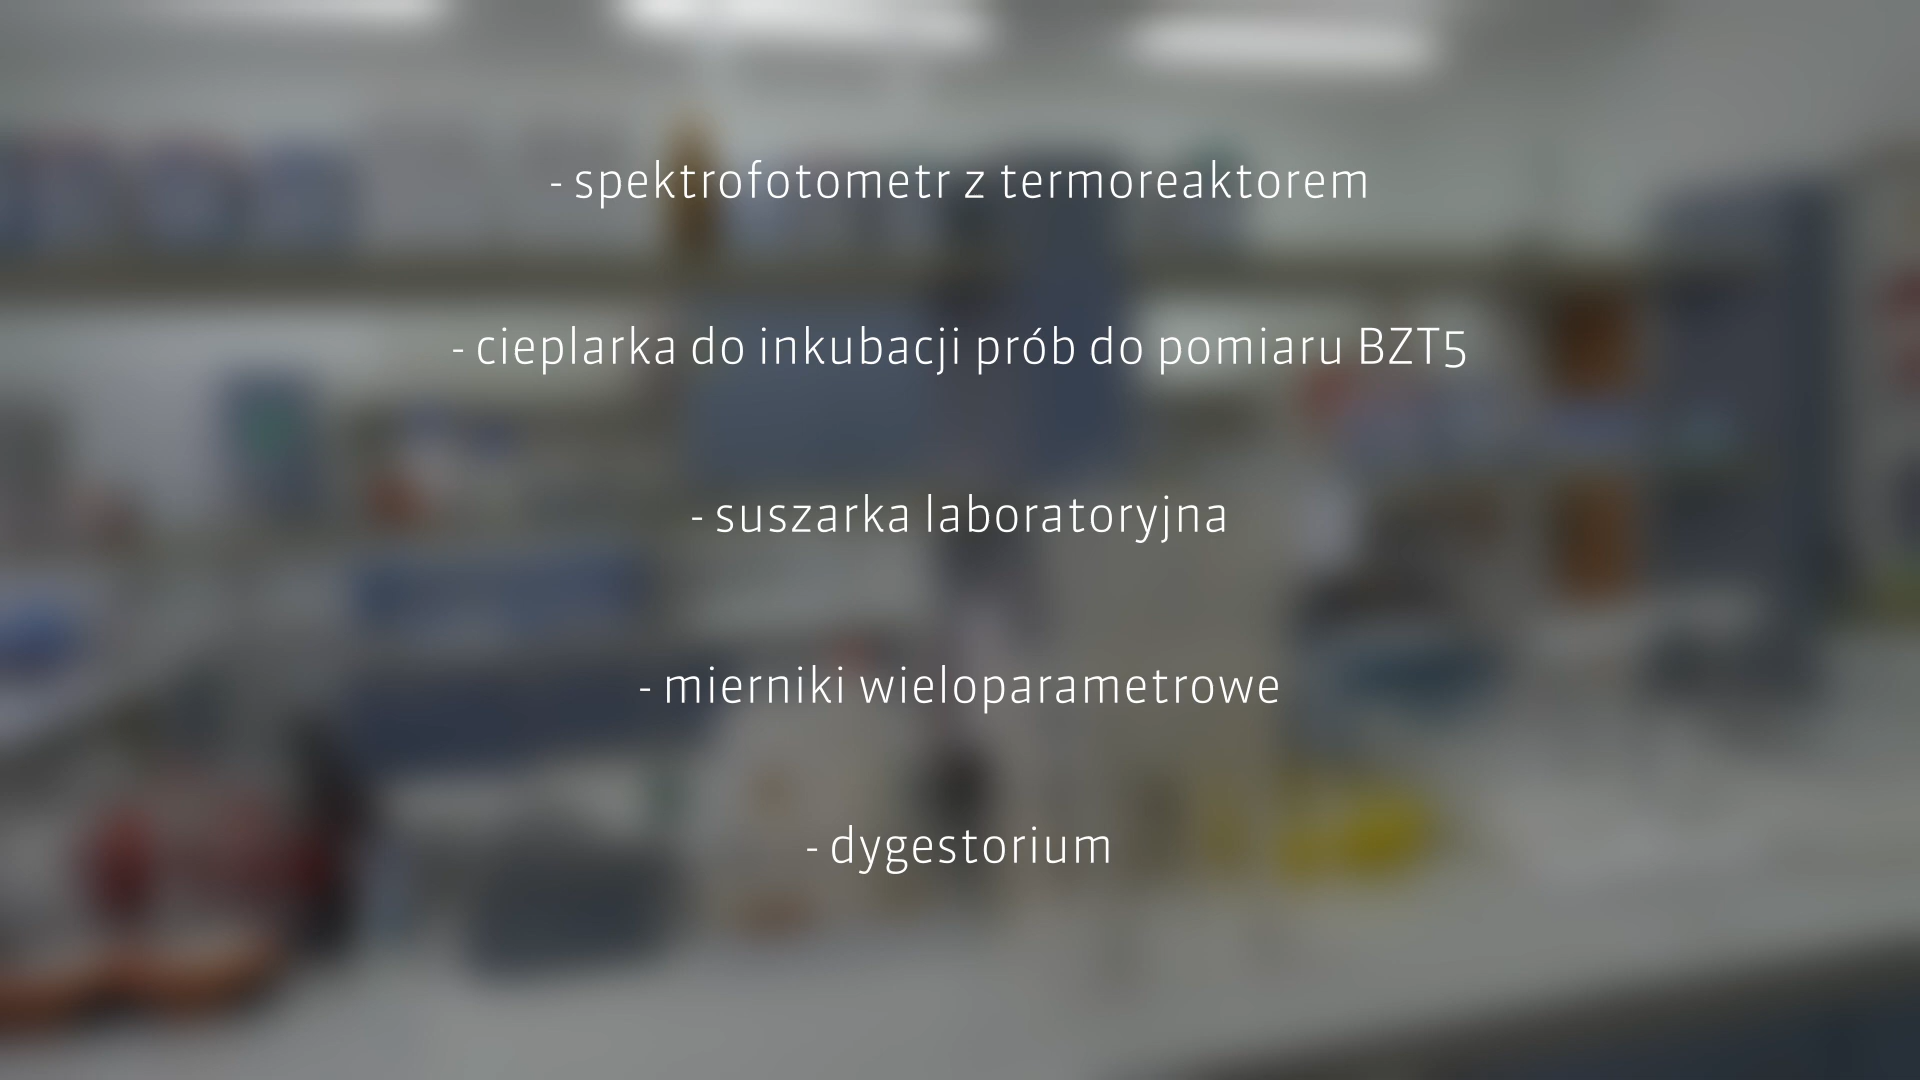 - spektrofotometr z termoreaktorem
- cieplarka do inkubacji prób do pomiaru BZT5
- suszarka laboratoryjna
- mierniki wieloparametrowe
- dygestorium